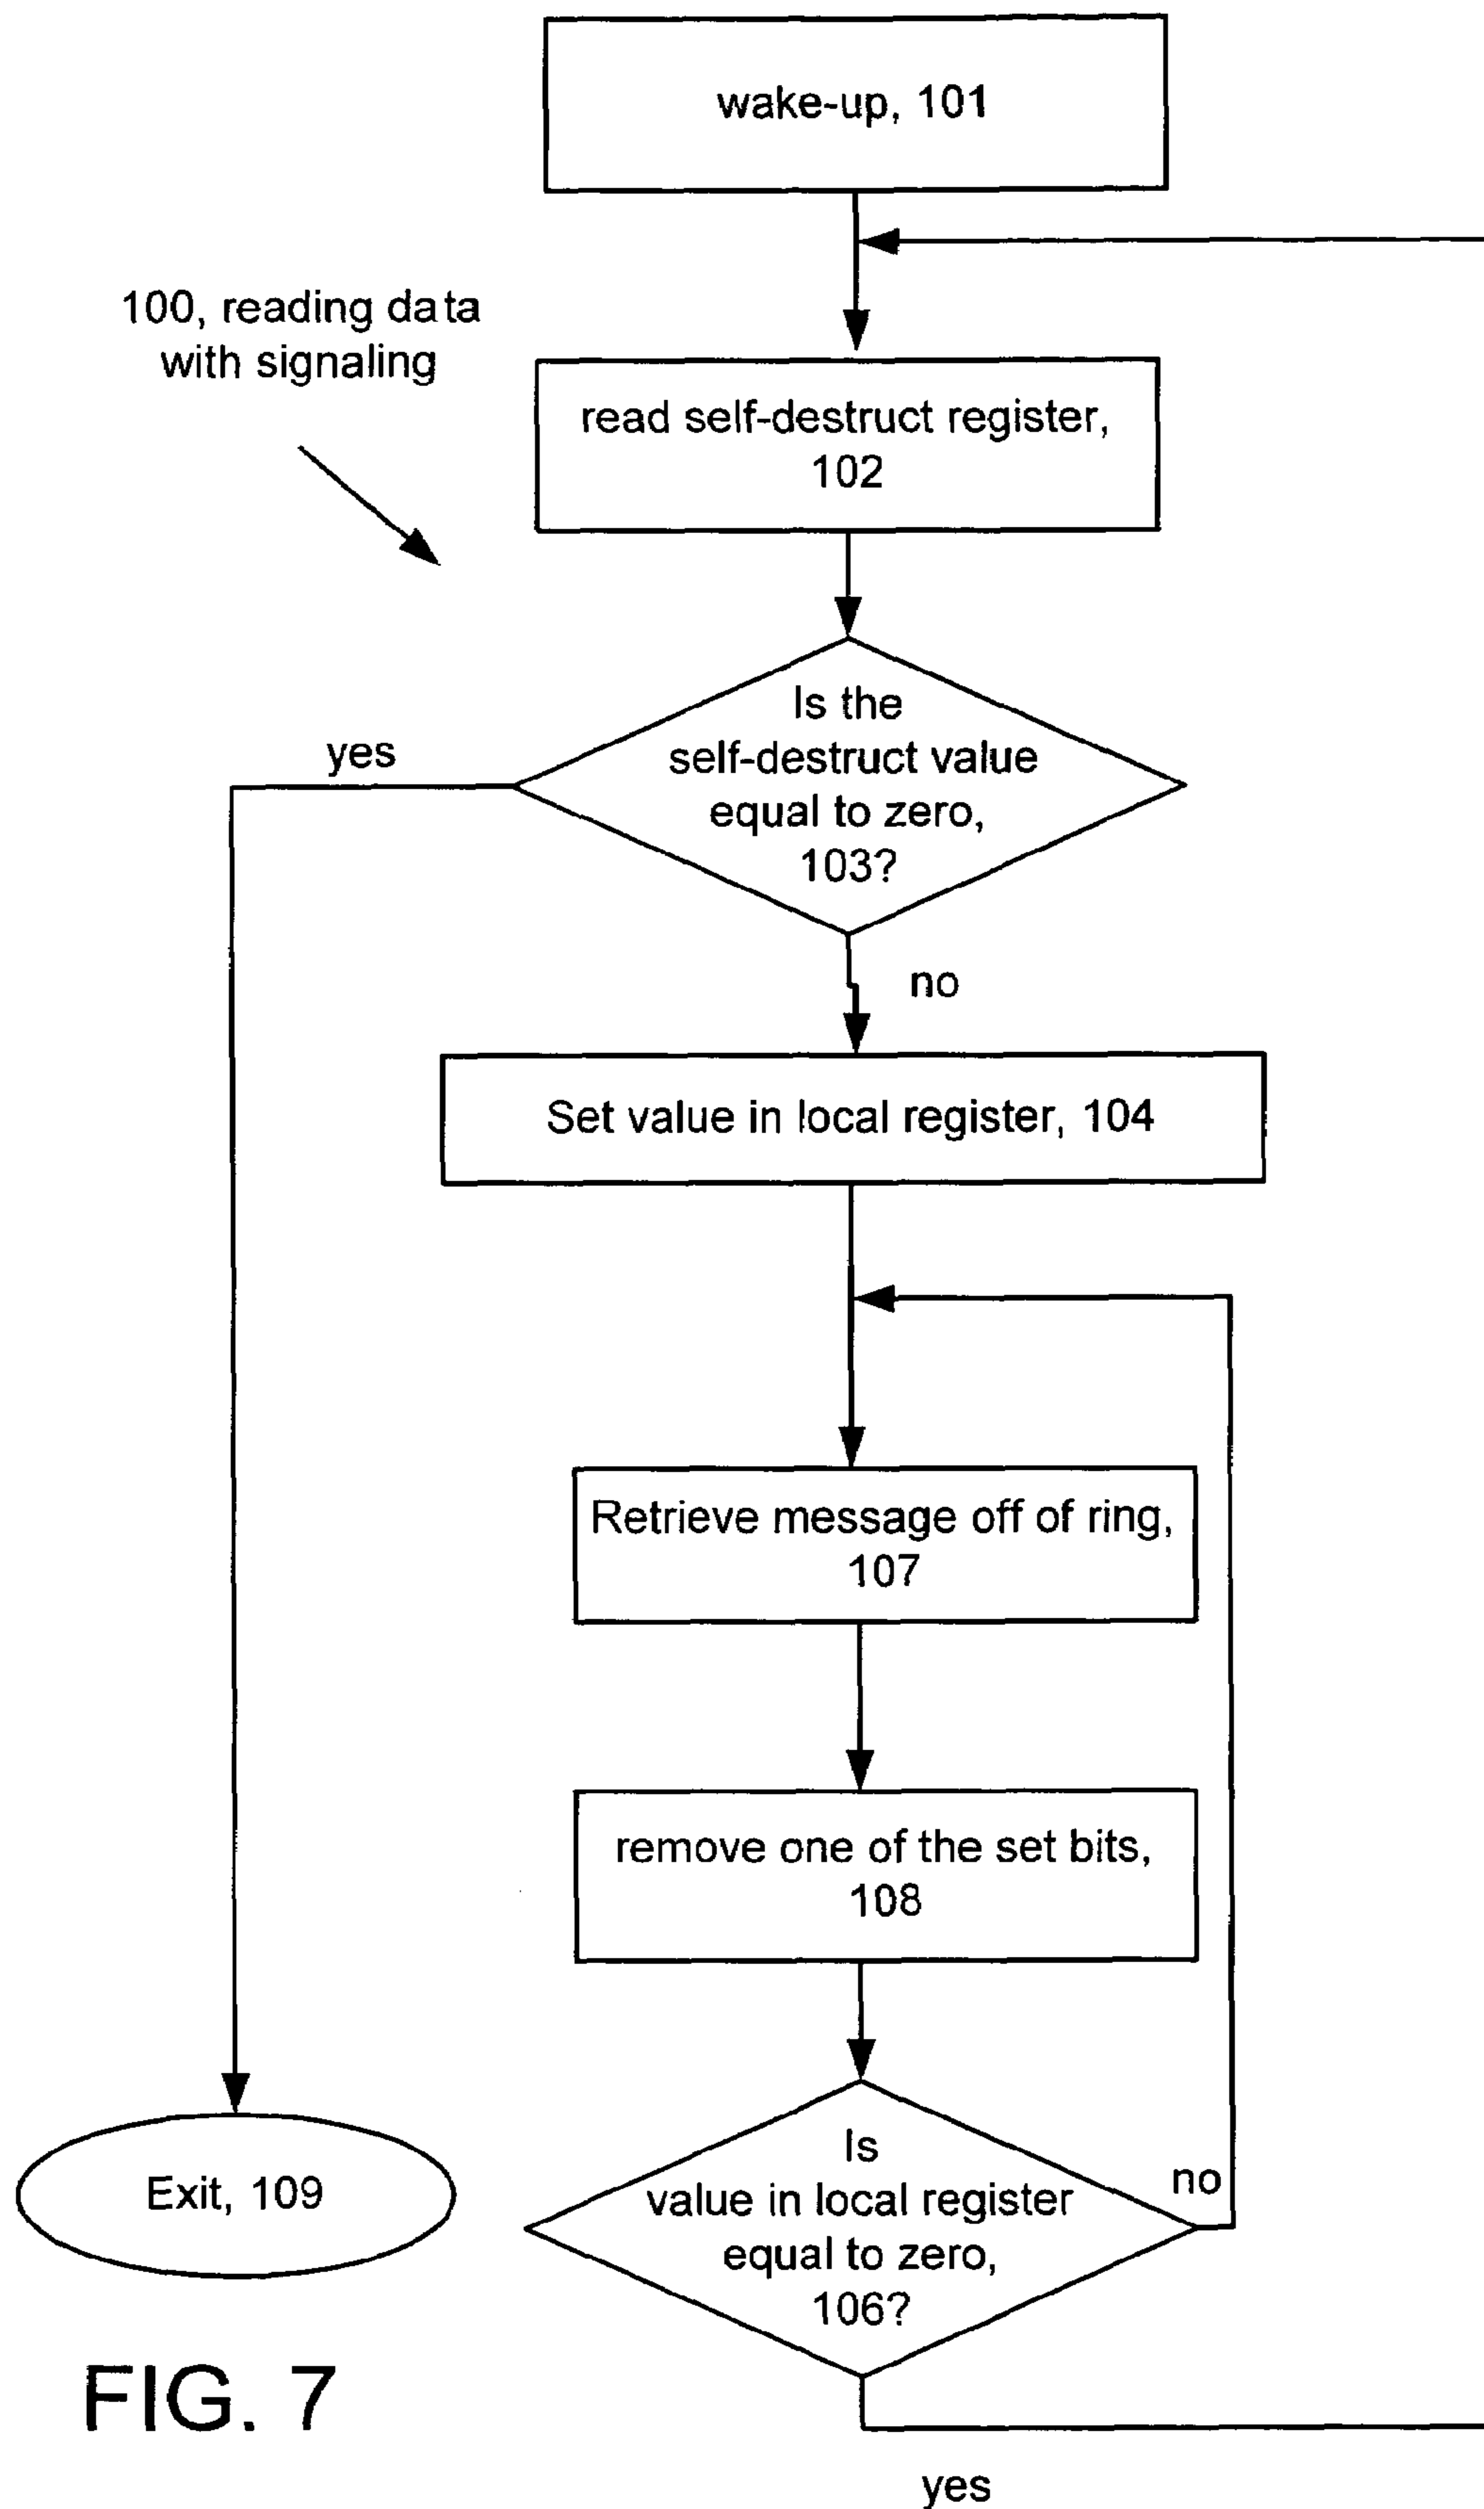 wake-up, 101
100, reading data
with signaling
read self-destruct register,
102
Is the
self-destruct value
equal to zero,
103?
yes
no
Set value in local register, 104
Retrieve message off of ring,
107
remove one of the set bits,
108
Is
value in local register
equal to zero,
106?
no
Exit, 109
FIG. 7
yes